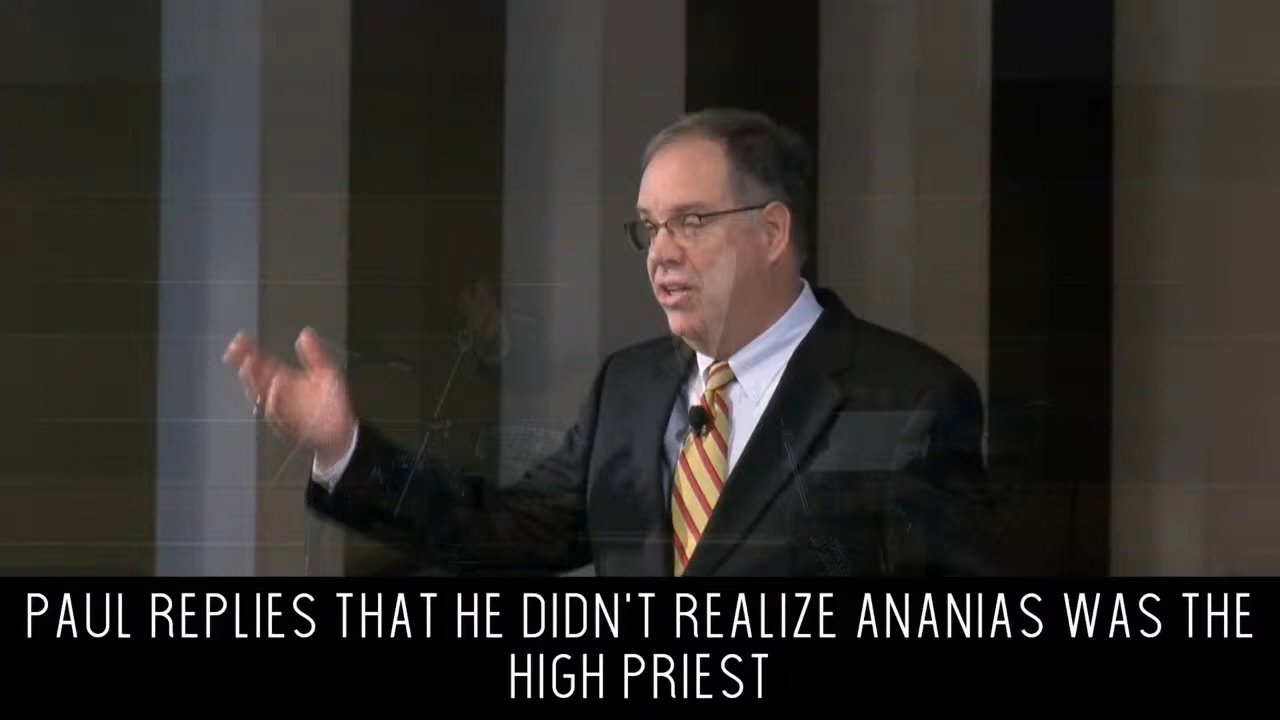 PAUL REPLIES THAT HE DIDN'T REALIZE ANANIAS WAS THE
HIGH PRIEST